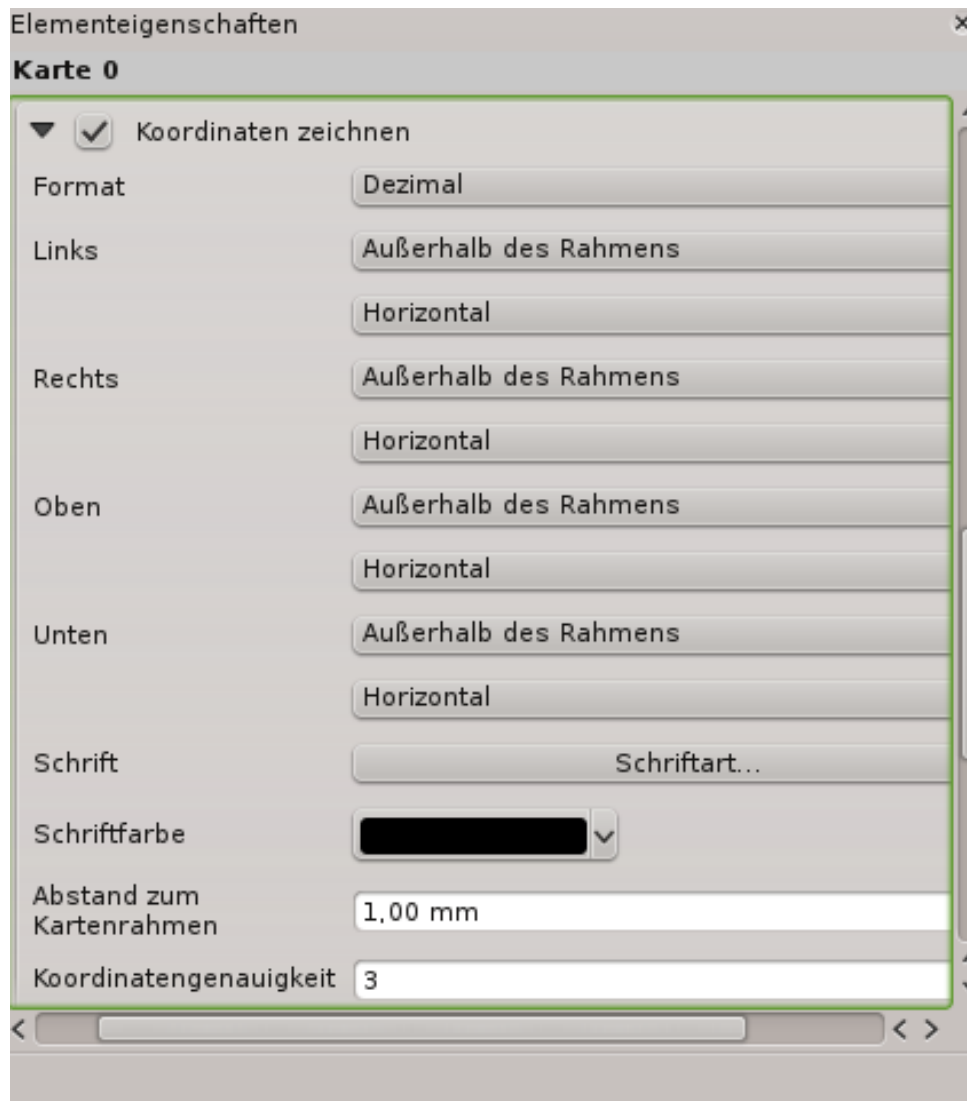 Elementeigenschaften
Karte 0
Koordinaten zeichnen
Format Dezimal
Links Außerhalb des Rahmens
Horizontal
Rechts Außerhalb des Rahmens
Horizontal
Oben Außerhalb des Rahmens
Horizontal
Unten Außerhalb des Rahmens
Horizontal
Schrift Schriftart...
Schriftfarbe
Abstand zum
Kartenrahmen 1,00 mm
Koordinatengenauigkeit 3